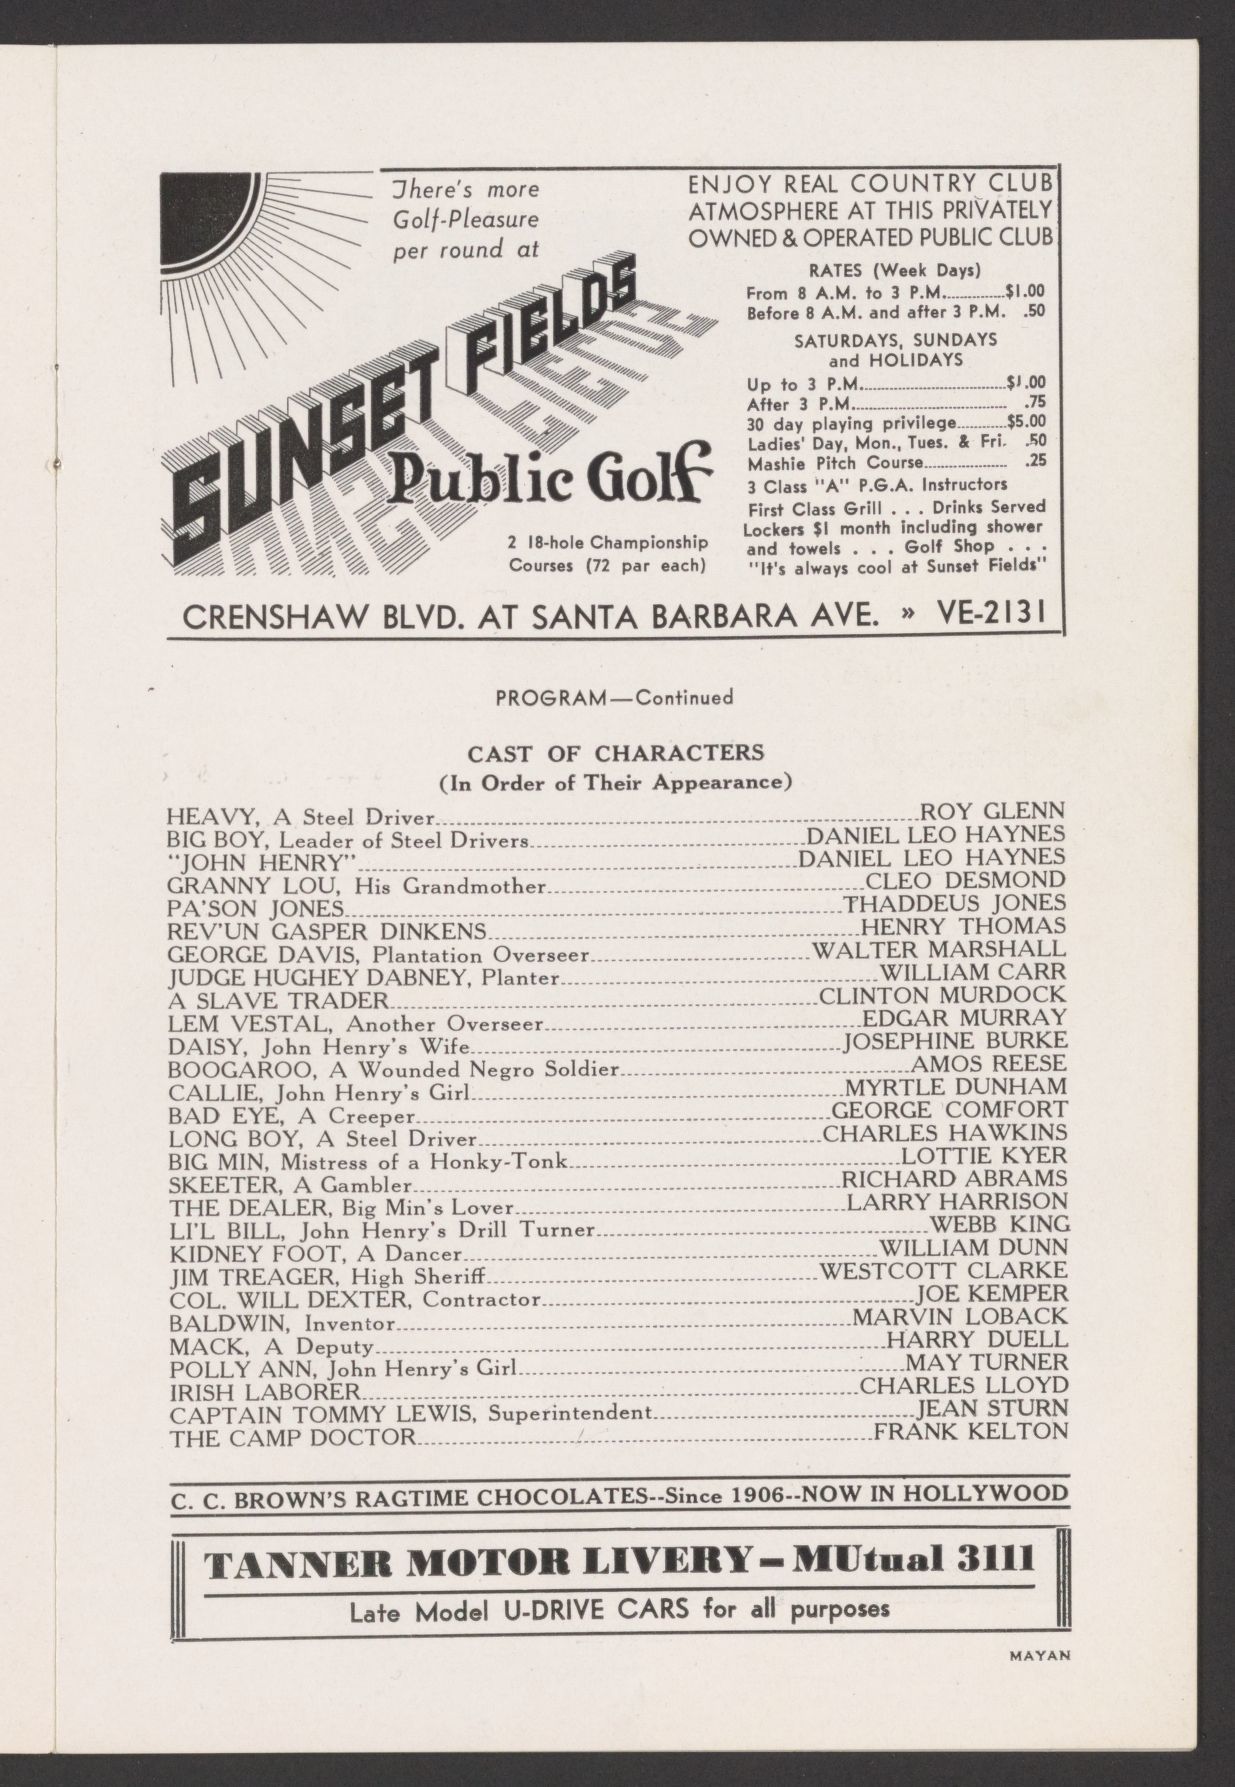 There's more
Golf-Pleasure
per round at
SUNSET FIELDS
Public Golf
2 18-hole Championship
Courses (72 par each)
ENJOY REAL COUNTRY CLUB
ATMOSPHERE AT THIS PRIVATELY
OWNED & OPERATED PUBLIC CLUB
RATES (Week Days)
From 8 A.M. to 3 P.M.............$1.00
Before 8 A.M. and after 3 P.M. .50
SATURDAYS, SUNDAYS
and HOLIDAYS
Up to 3 P.M.............$1.00
After 3 P.M............. .75
30 day playing privilege............$5.00
Ladies' Day, Mon., Tues. & Fri. .50
Mashie Pitch Course............. .25
3 Class "A" P.G.A. Instructors
First Class Grill . . . Drinks Served
Lockers $1 month including shower
and towels . . . Golf Shop . . .
"It's always cool at Sunset Fields"
CRENSHAW BLVD. AT SANTA BARBARA AVE. » VE-2131
PROGRAM—Continued
CAST OF CHARACTERS
(In Order of Their Appearance)
HEAVY, A Steel Driver............ROY GLENN
BIG BOY, Leader of Steel Drivers............DANIEL LEO HAYNES
"JOHN HENRY"............DANIEL LEO HAYNES
GRANNY LOU, His Grandmother............CLEO DESMOND
PA'SON JONES............THADDEUS JONES
REV'UN GASPER DINKENS............HENRY THOMAS
GEORGE DAVIS, Plantation Overseer............WALTER MARSHALL
JUDGE HUGHEY DABNEY, Planter............WILLIAM CARR
A SLAVE TRADER............CLINTON MURDOCK
LEM VESTAL, Another Overseer............EDGAR MURRAY
DAISY, John Henry's Wife............JOSEPHINE BURKE
BOOGAROO, A Wounded Negro Soldier............AMOS REESE
CALLIE, John Henry's Girl............MYRTLE DUNHAM
BAD EYE, A Creeper............GEORGE COMFORT
LONG BOY, A Steel Driver............CHARLES HAWKINS
BIG MIN, Mistress of a Honky-Tonk............LOTTIE KYER
SKEETER, A Gambler............RICHARD ABRAMS
THE DEALER, Big Min's Lover............LARRY HARRISON
LI'L BILL, John Henry's Drill Turner............WEBB KING
KIDNEY FOOT, A Dancer............WILLIAM DUNN
JIM TREAGER, High Sheriff............WESTCOTT CLARKE
COL. WILL DEXTER, Contractor............JOE KEMPER
BALDWIN, Inventor............MARVIN LOBACK
MACK, A Deputy............HARRY DUELL
POLLY ANN, John Henry's Girl............MAY TURNER
IRISH LABORER............CHARLES LLOYD
CAPTAIN TOMMY LEWIS, Superintendent............JEAN STURN
THE CAMP DOCTOR............FRANK KELTON
C. C. BROWN'S RAGTIME CHOCOLATES--Since 1906--NOW IN HOLLYWOOD
TANNER MOTOR LIVERY—MUtual 3111
Late Model U-DRIVE CARS for all purposes
MAYAN